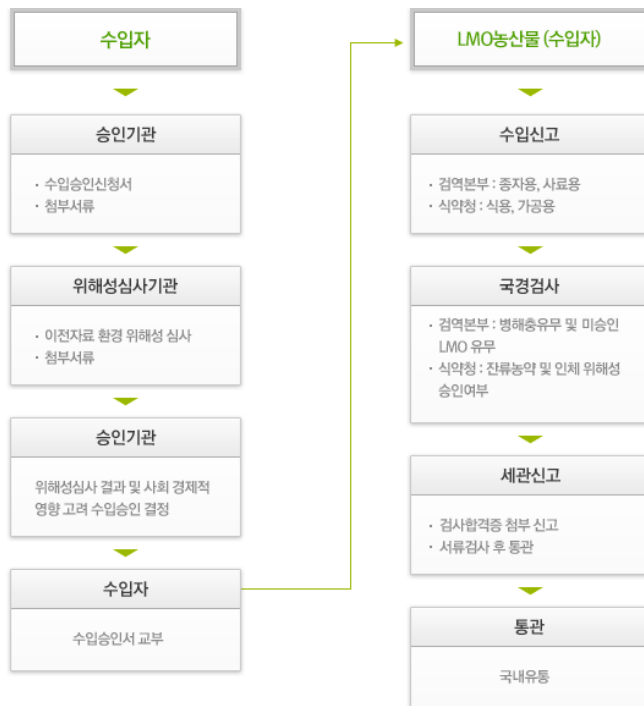 수입자
승인기관
· 수입승인신청서
· 첨부서류
위해성심사기관
· 이전자료 환경 위해성 심사
· 첨부서류
승인기관
위해성심사 결과 및 사회 경제적
영향 고려 수입승인 결정
수입자
수입승인서 교부
LMO농산물 (수입자)
수입신고
· 검역본부 : 종자용, 사료용
· 식약청 : 식용, 가공용
국경검사
· 검역본부 : 병해충유무 및 미승인
LMO 유무
· 식약청 : 잔류농약 및 인체 위해성
승인여부
세관신고
· 검사합격증 첨부 신고
· 서류검사 후 통관
통관
국내유통